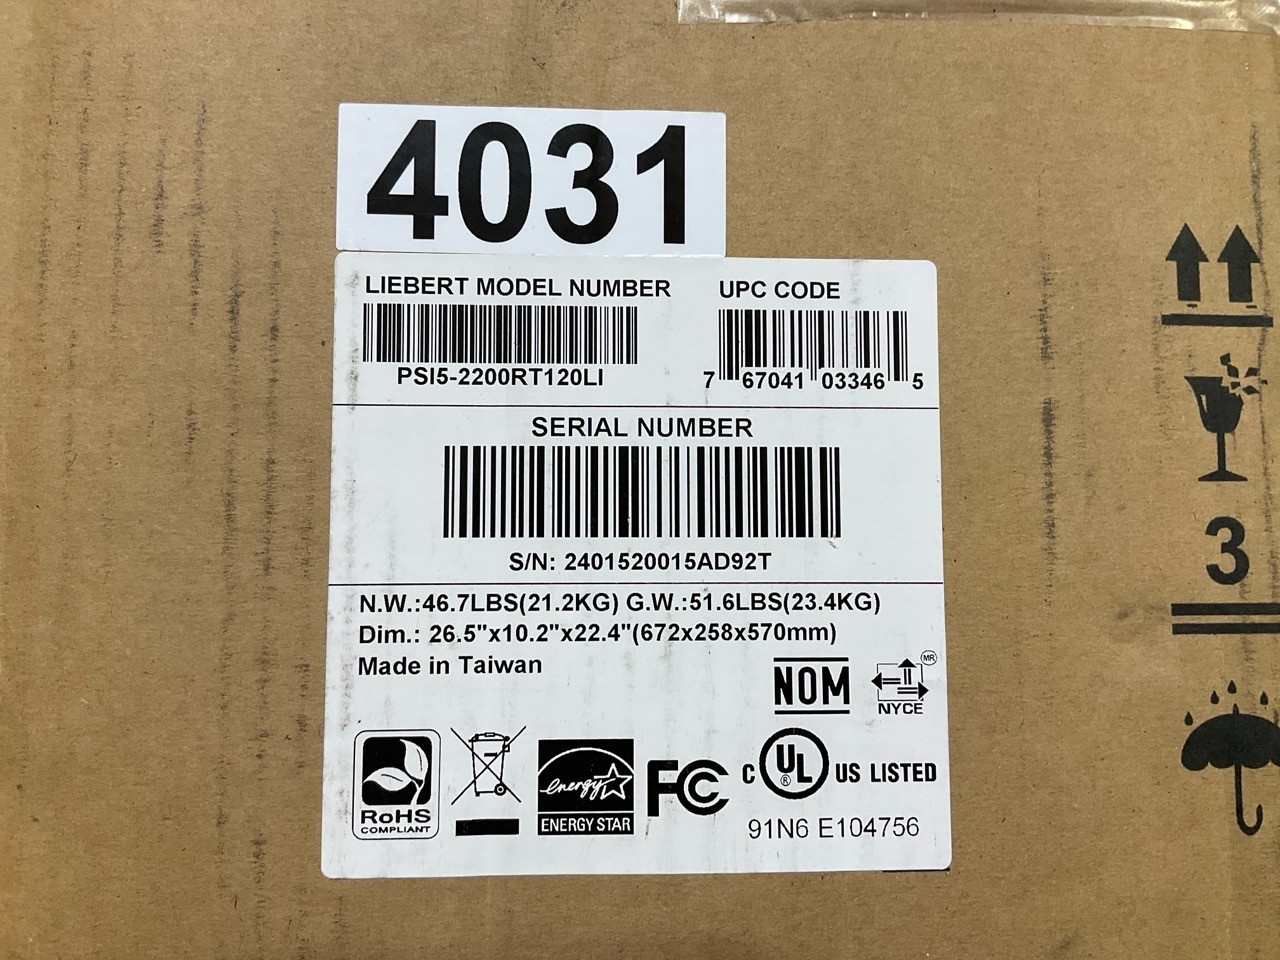 4031
LIEBERT MODEL NUMBER
UPC CODE
PSI5-2200RT120LI
7 67041 03346 5
SERIAL NUMBER
S/N: 2401520015AD92T
N.W.:46.7LBS(21.2KG) G.W.:51.6LBS(23.4KG)
Dim.: 26.5"x10.2"x22.4"(672x258x570mm)
Made in Taiwan
NOM
MR
NYCE
RoHS
COMPLIANT
energy
ENERGY STAR
FC
C UL ® US LISTED
91N6 E104756
3